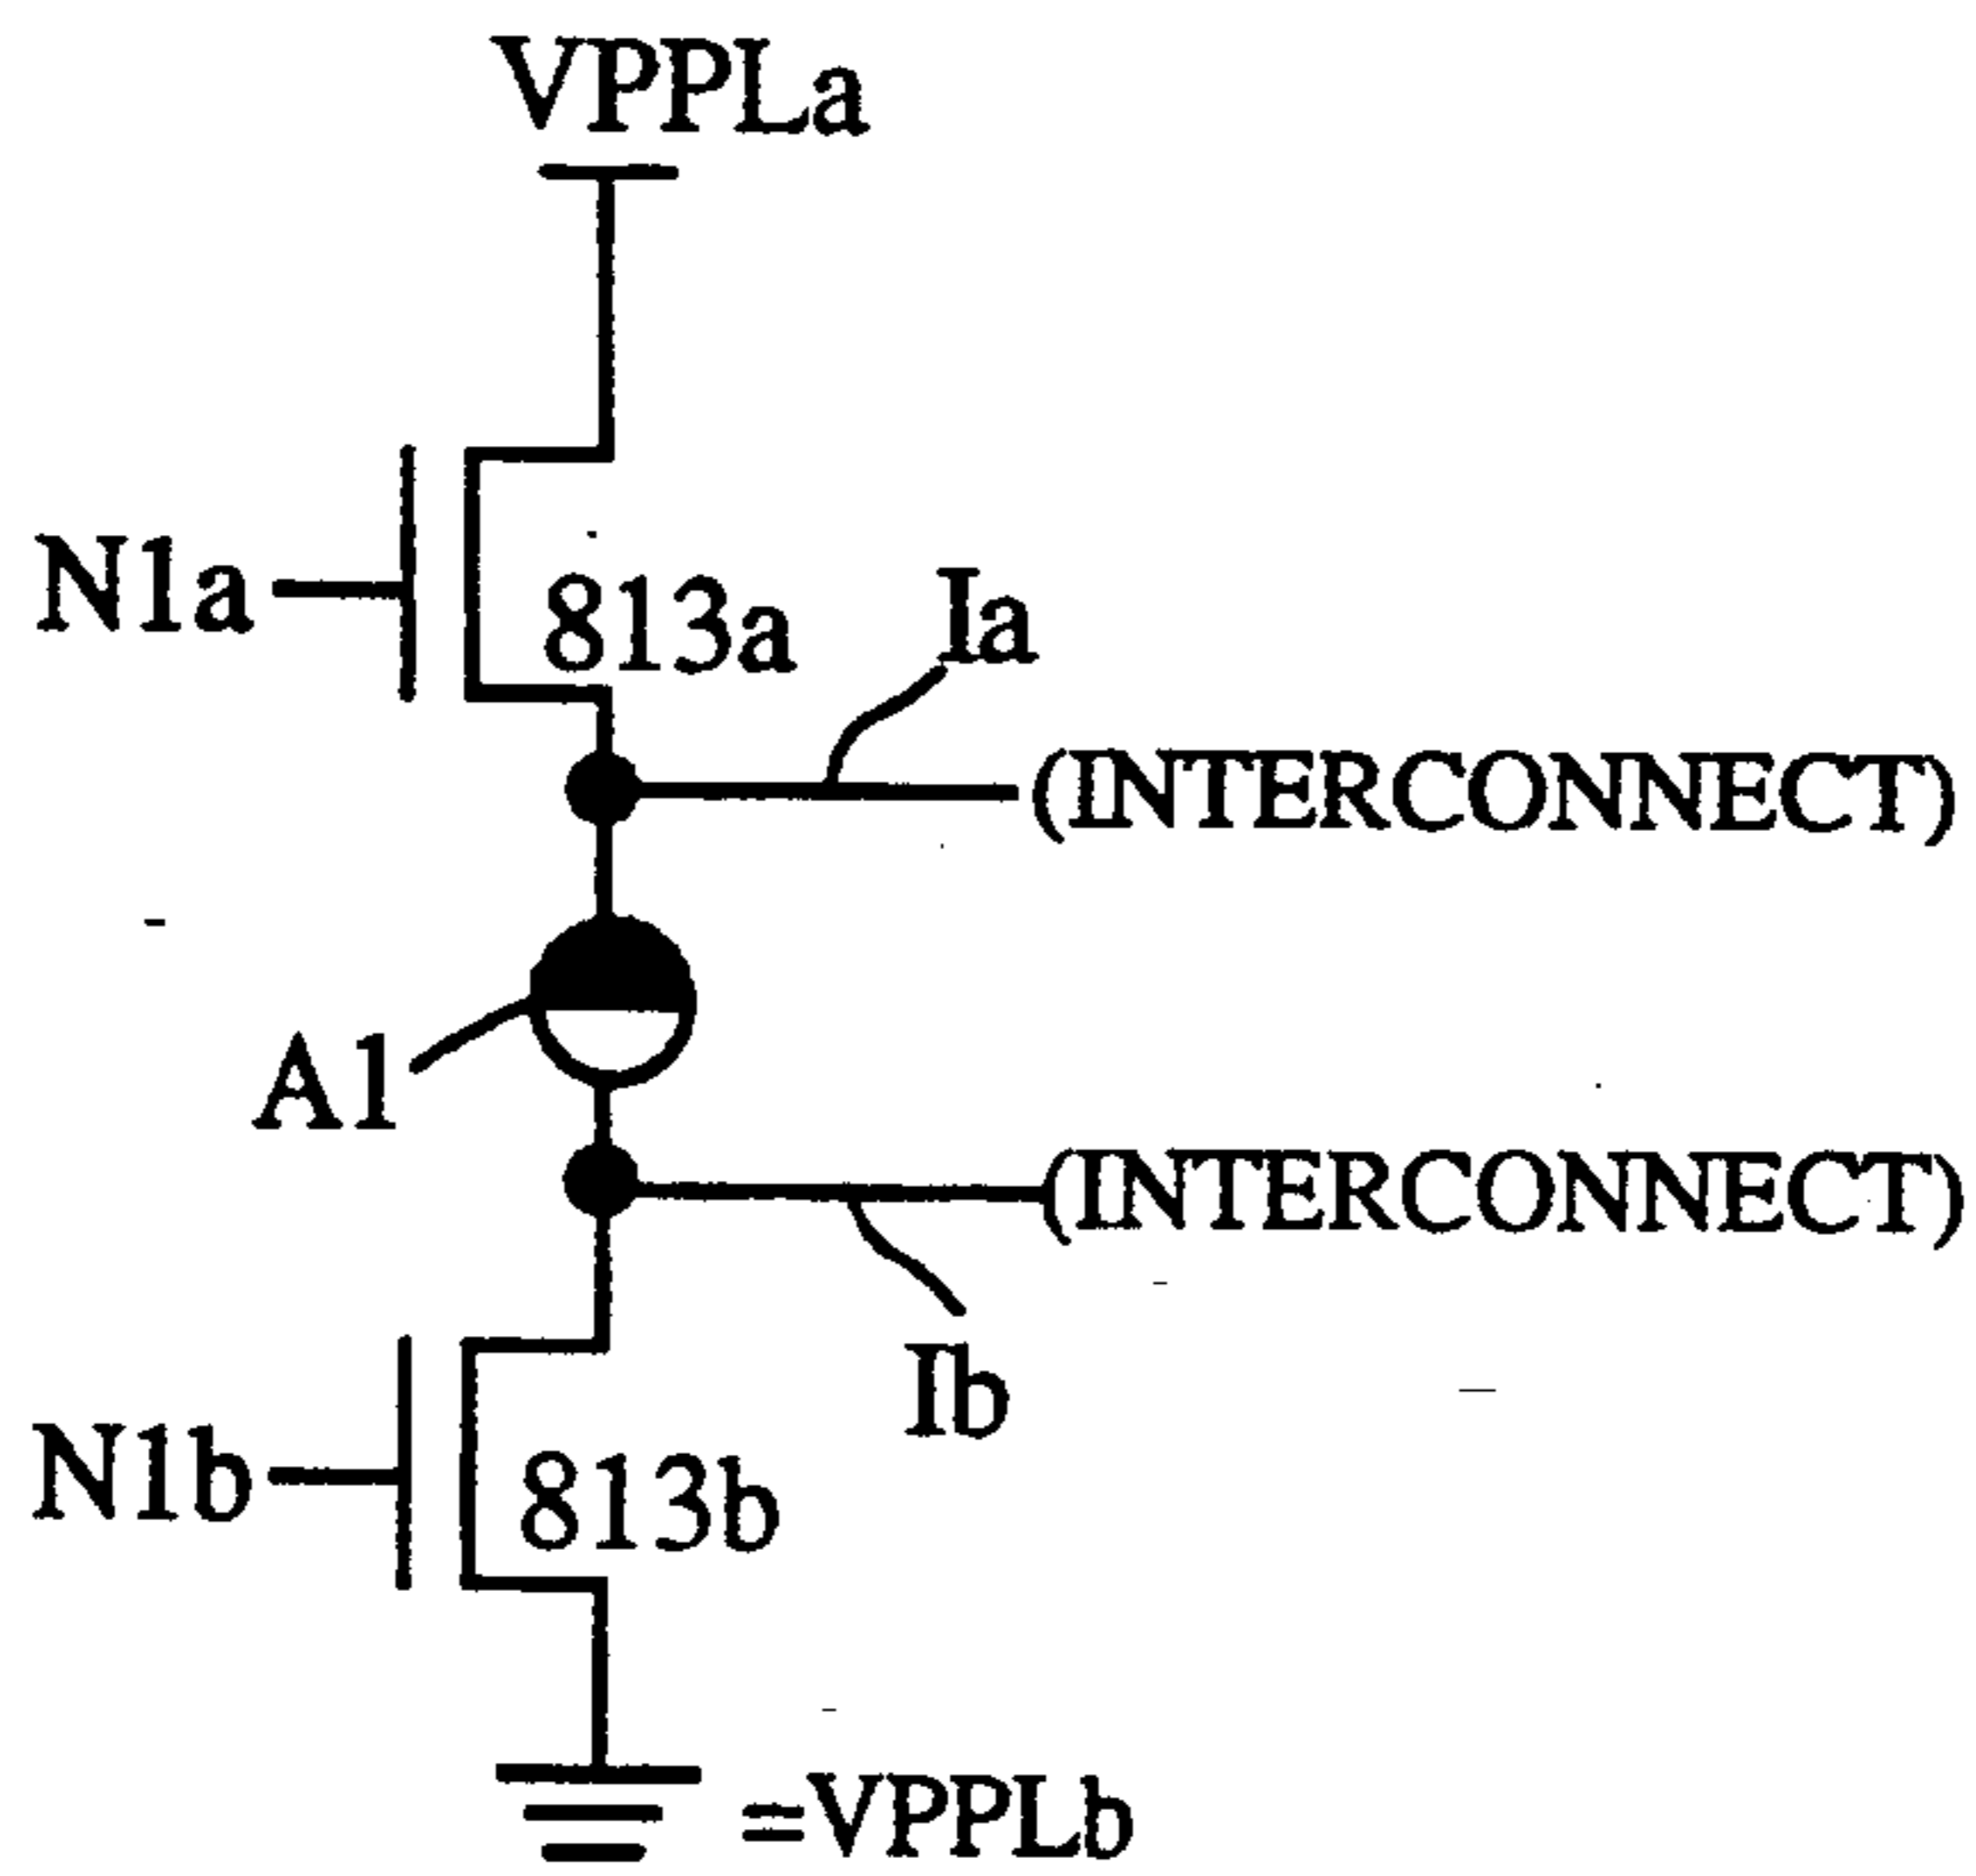 VPPLa
N1a
813a
Ia
(INTERCONNECT)
A1
(INTERCONNECT)
Ib
N1b
813b
=VPPLb